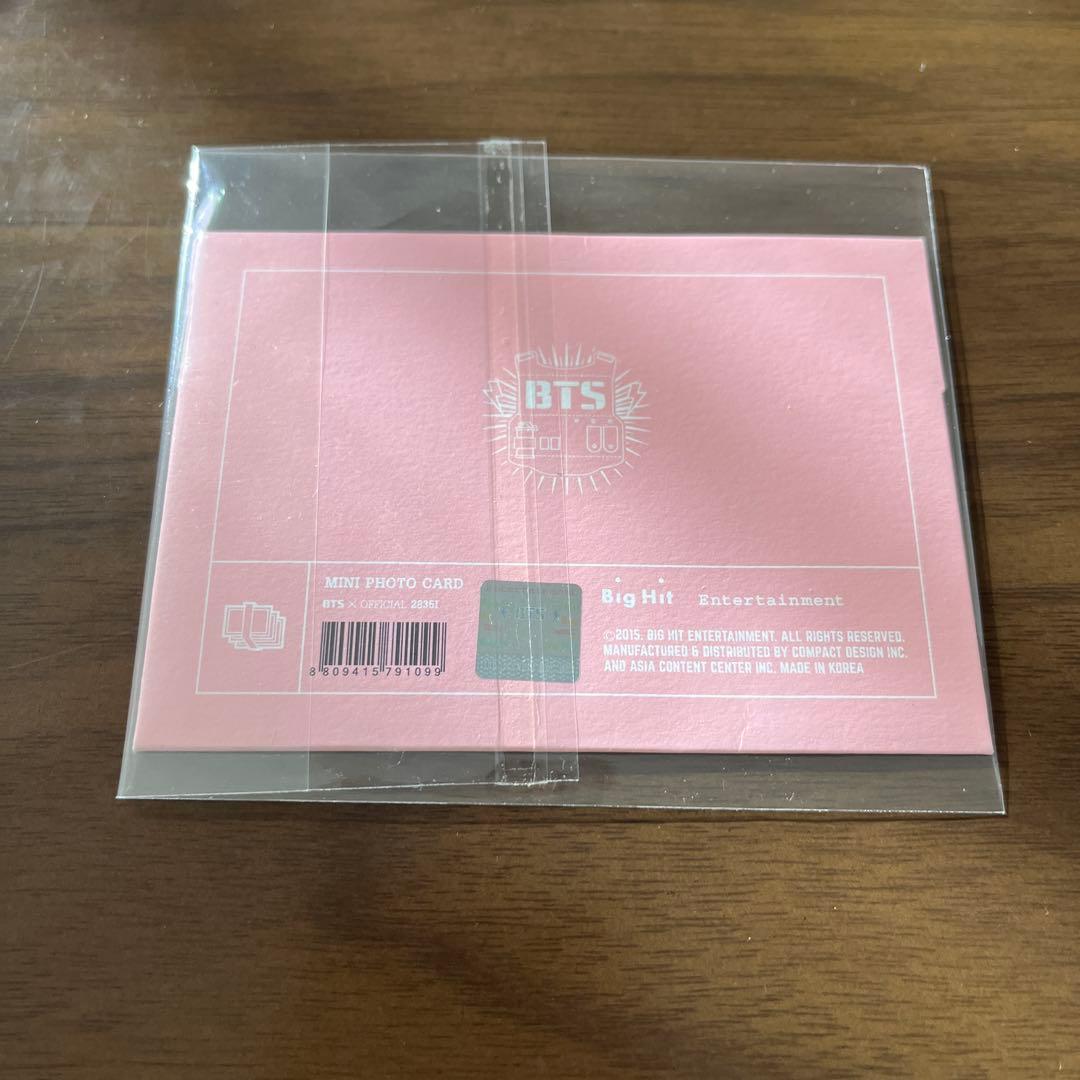 BTS
MINI PHOTO CARD
BTS × OFFICIAL 28351
8 809415 791099
Big Hit Entertainment
©2015. BIG HIT ENTERTAINMENT. ALL RIGHTS RESERVED.
MANUFACTURED & DISTRIBUTED BY COMPACT DESIGN INC.
AND ASIA CONTENT CENTER INC. MADE IN KOREA